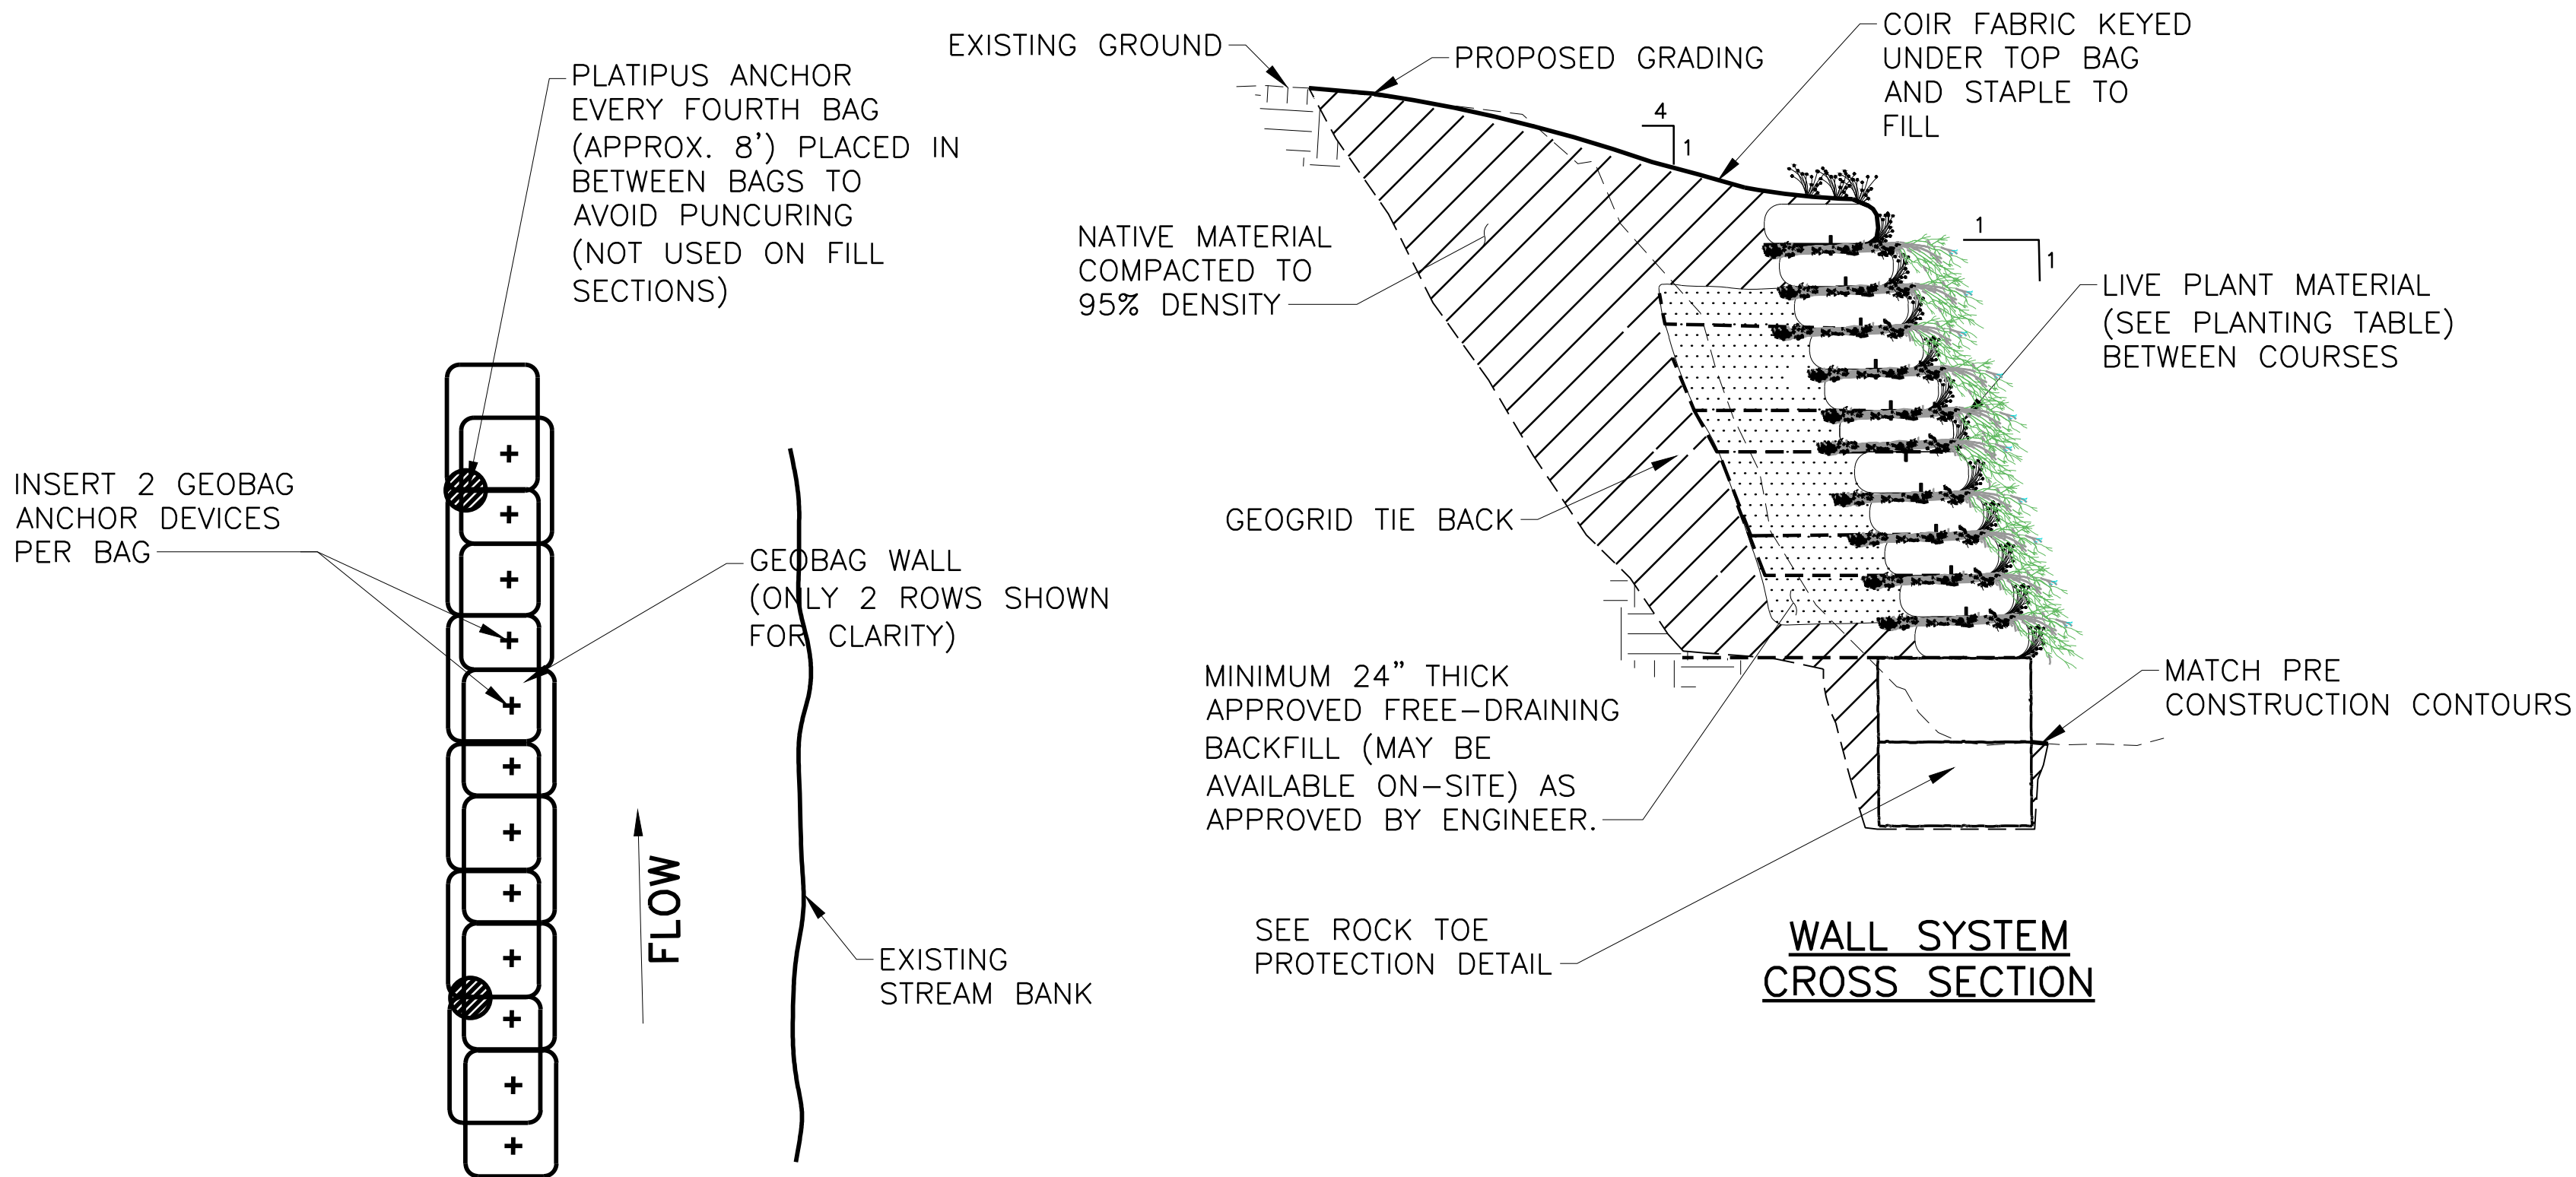 PLATIPUS ANCHOR
EVERY FOURTH BAG
(APPROX. 8') PLACED IN
BETWEEN BAGS TO
AVOID PUNCURING
(NOT USED ON FILL
SECTIONS)
INSERT 2 GEOBAG
ANCHOR DEVICES
PER BAG
GEOBAG WALL
(ONLY 2 ROWS SHOWN
FOR CLARITY)
FLOW
EXISTING
STREAM BANK
EXISTING GROUND
PROPOSED GRADING
COIR FABRIC KEYED
UNDER TOP BAG
AND STAPLE TO
FILL
4
1
NATIVE MATERIAL
COMPACTED TO
95% DENSITY
1
1
LIVE PLANT MATERIAL
(SEE PLANTING TABLE)
BETWEEN COURSES
GEOGRID TIE BACK
MINIMUM 24" THICK
APPROVED FREE-DRAINING
BACKFILL (MAY BE
AVAILABLE ON-SITE) AS
APPROVED BY ENGINEER.
MATCH PRE
CONSTRUCTION CONTOURS
SEE ROCK TOE
PROTECTION DETAIL
WALL SYSTEM
CROSS SECTION